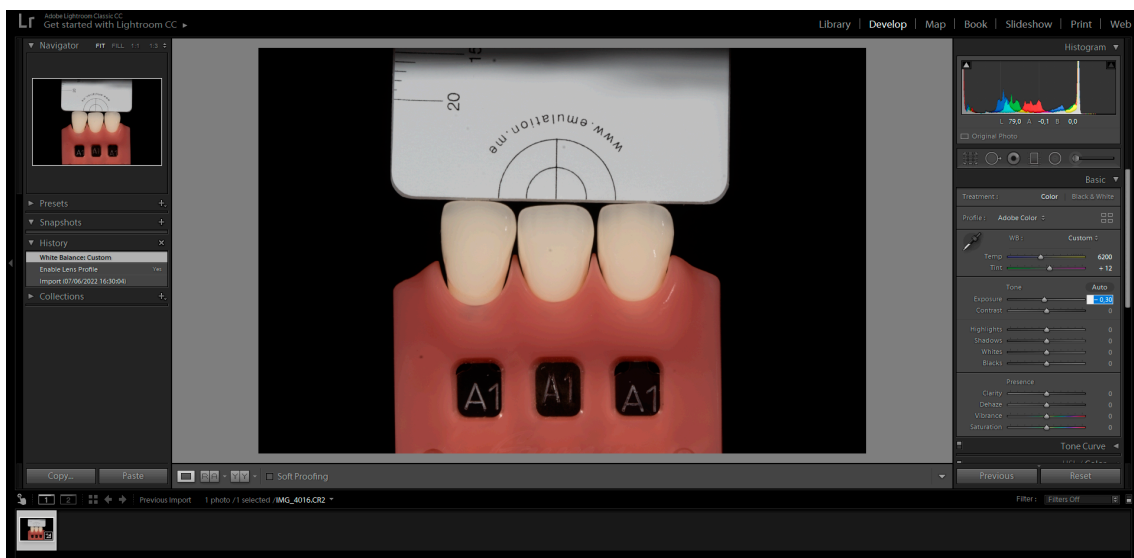 Lr
Adobe Lightroom Classic CC
Get started with Lightroom CC ▸
Library | Develop | Map | Book | Slideshow | Print | Web
Navigator FIT FILL 1:1 1:3
Presets
Snapshots
History
White Balance: Custom
Enable Lens Profile Yes
Import (07/06/2022 16:30:04)
Collections
Copy... Paste
15
20
www.emulation.me
A1 A1 A1
Histogram
L 79,0 A -0,1 B 0,0
Original Photo
Basic
Treatment : Color Black & White
Profile : Adobe Color
WB : Custom
Temp 6200
Tint + 12
Tone Auto
Exposure - 0,30
Contrast 0
Highlights 0
Shadows 0
Whites 0
Blacks 0
Presence
Clarity 0
Dehaze 0
Vibrance 0
Saturation 0
Tone Curve
Previous Reset
Soft Proofing
1 2 Previous Import 1 photo / 1 selected / IMG_4016.CR2
Filter : Filters Off